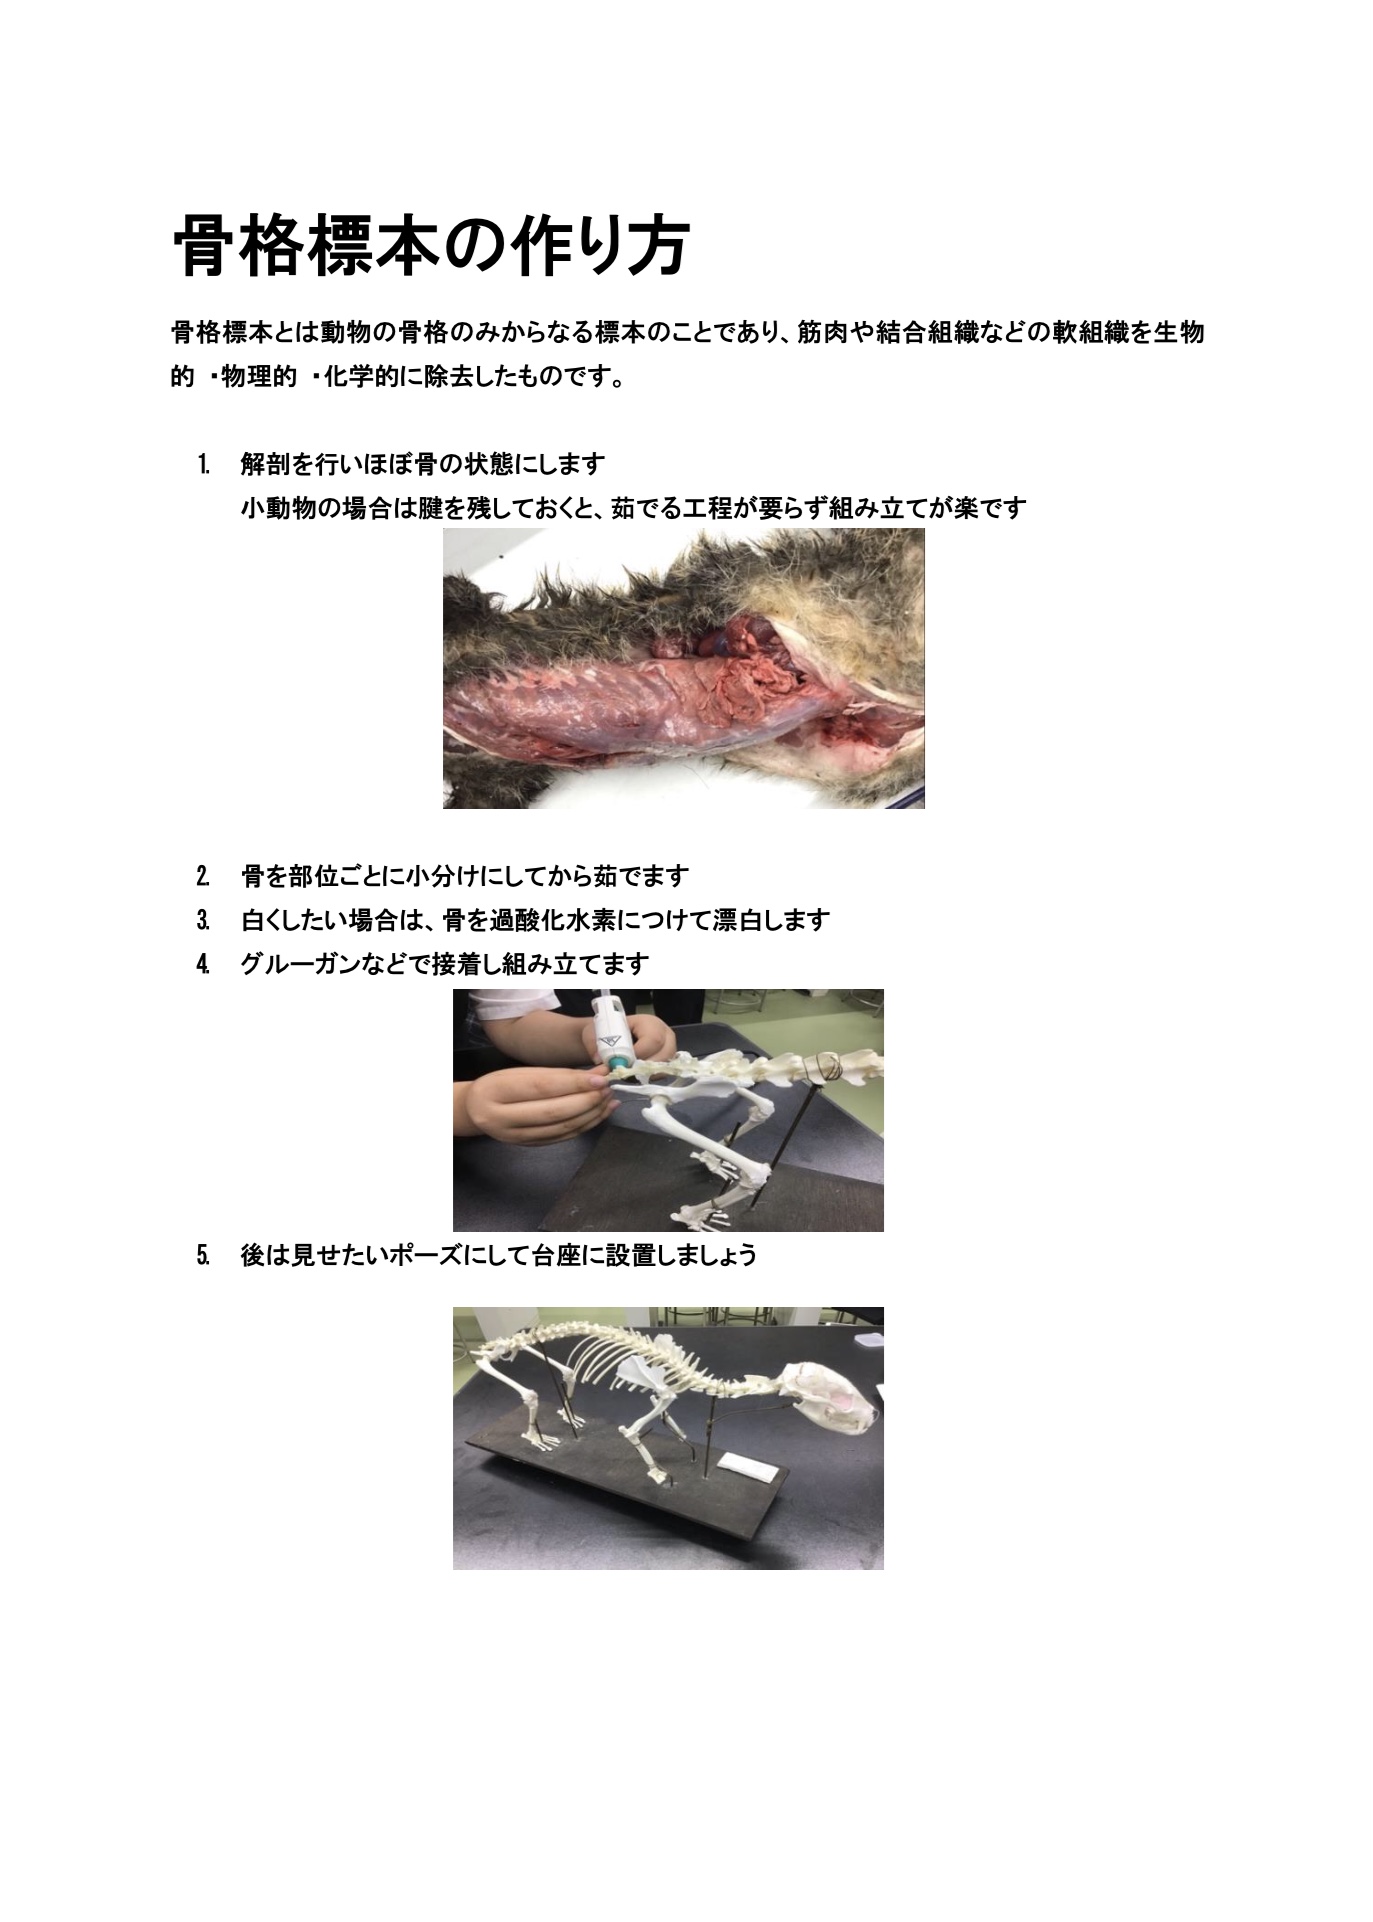 骨格標本の作り方
骨格標本とは動物の骨格のみからなる標本のことであり、筋肉や結合組織などの軟組織を生物
的 ・物理的 ・化学的に除去したものです。
1. 解剖を行いほぼ骨の状態にします
小動物の場合は腱を残しておくと、茹でる工程が要らず組み立てが楽です
2. 骨を部位ごとに小分けにしてから茹でます
3. 白くしたい場合は、骨を過酸化水素につけて漂白します
4. グルーガンなどで接着し組み立てます
5. 後は見せたいポーズにして台座に設置しましょう